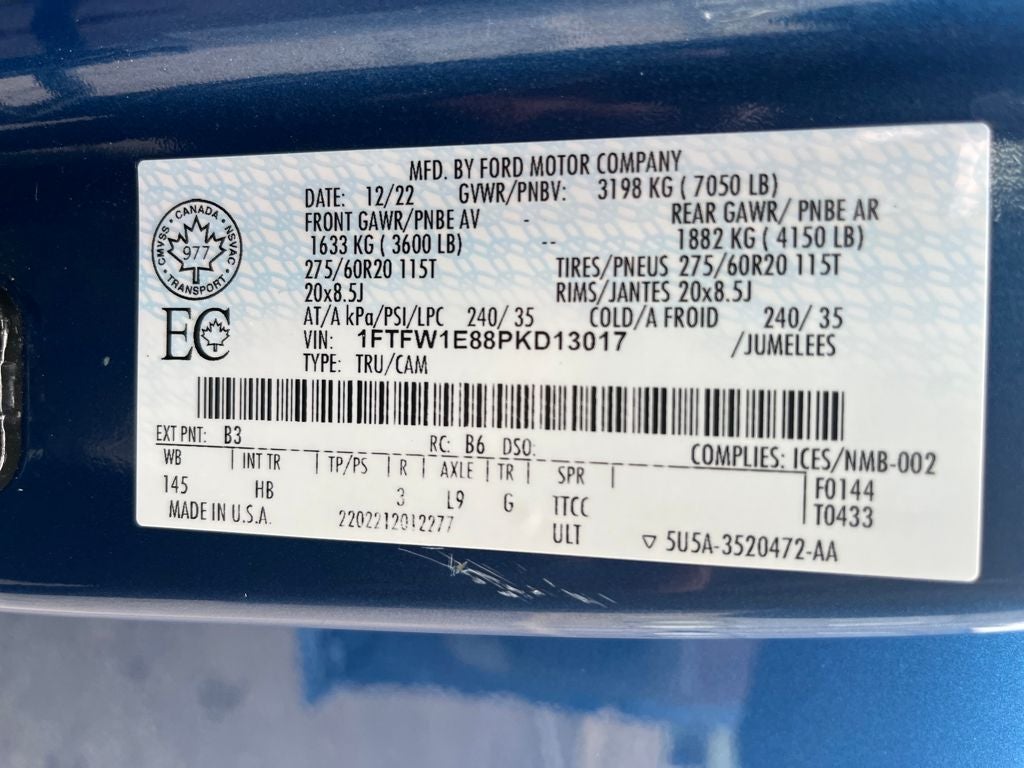 MFD. BY FORD MOTOR COMPANY
DATE: 12/22 GVWR/PNBV: 3198 KG ( 7050 LB)
FRONT GAWR/PNBE AV - REAR GAWR/ PNBE AR
1633 KG ( 3600 LB) -- 1882 KG ( 4150 LB)
275/60R20 115T TIRES/PNEUS 275/60R20 115T
20x8.5J RIMS/JANTES 20x8.5J
AT/A kPa/PSI/LPC 240/ 35 COLD/A FROID 240/ 35
VIN: 1FTFW1E88PKD13017 /JUMELEES
TYPE: TRU/CAM
CANADA
CMVSS • NSVAC
977
TRANSPORT
EC
EXT PNT: B3 RC: B6 DSO:
COMPLIES: ICES/NMB-002
WB | INT TR | TP/PS | R | AXLE | TR | SPR |
145 HB 3 L9 G TTCC
F0144
T0433
MADE IN U.S.A. 2202212012277 ULT
▽ 5U5A-3520472-AA